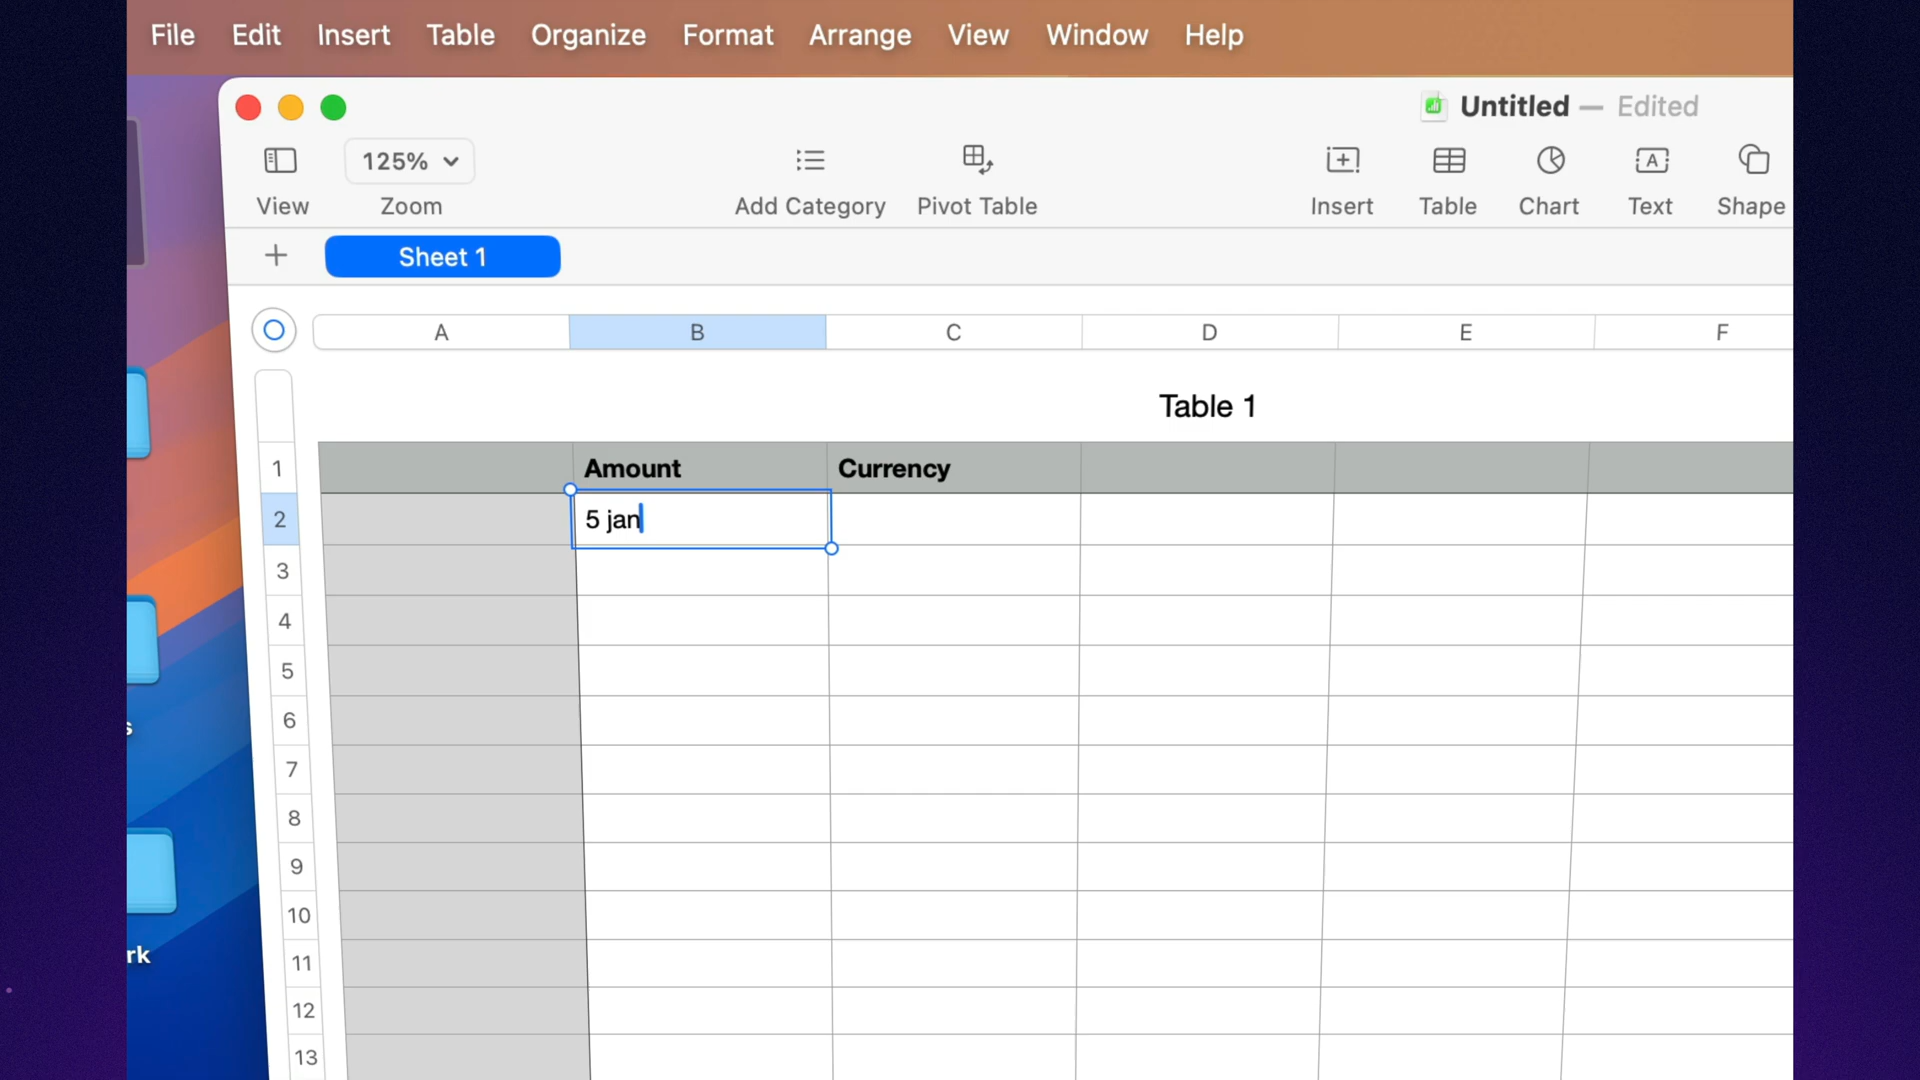 File Edit Insert Table Organize Format Arrange View Window Help
Untitled — Edited
125%
View Zoom Add Category Pivot Table Insert Table Chart Text Shape
Sheet 1
A B C D E F
Table 1
1 Amount Currency
2 5 jan
3
4
5
6
s
7
8
9
10
11
rk
12
13